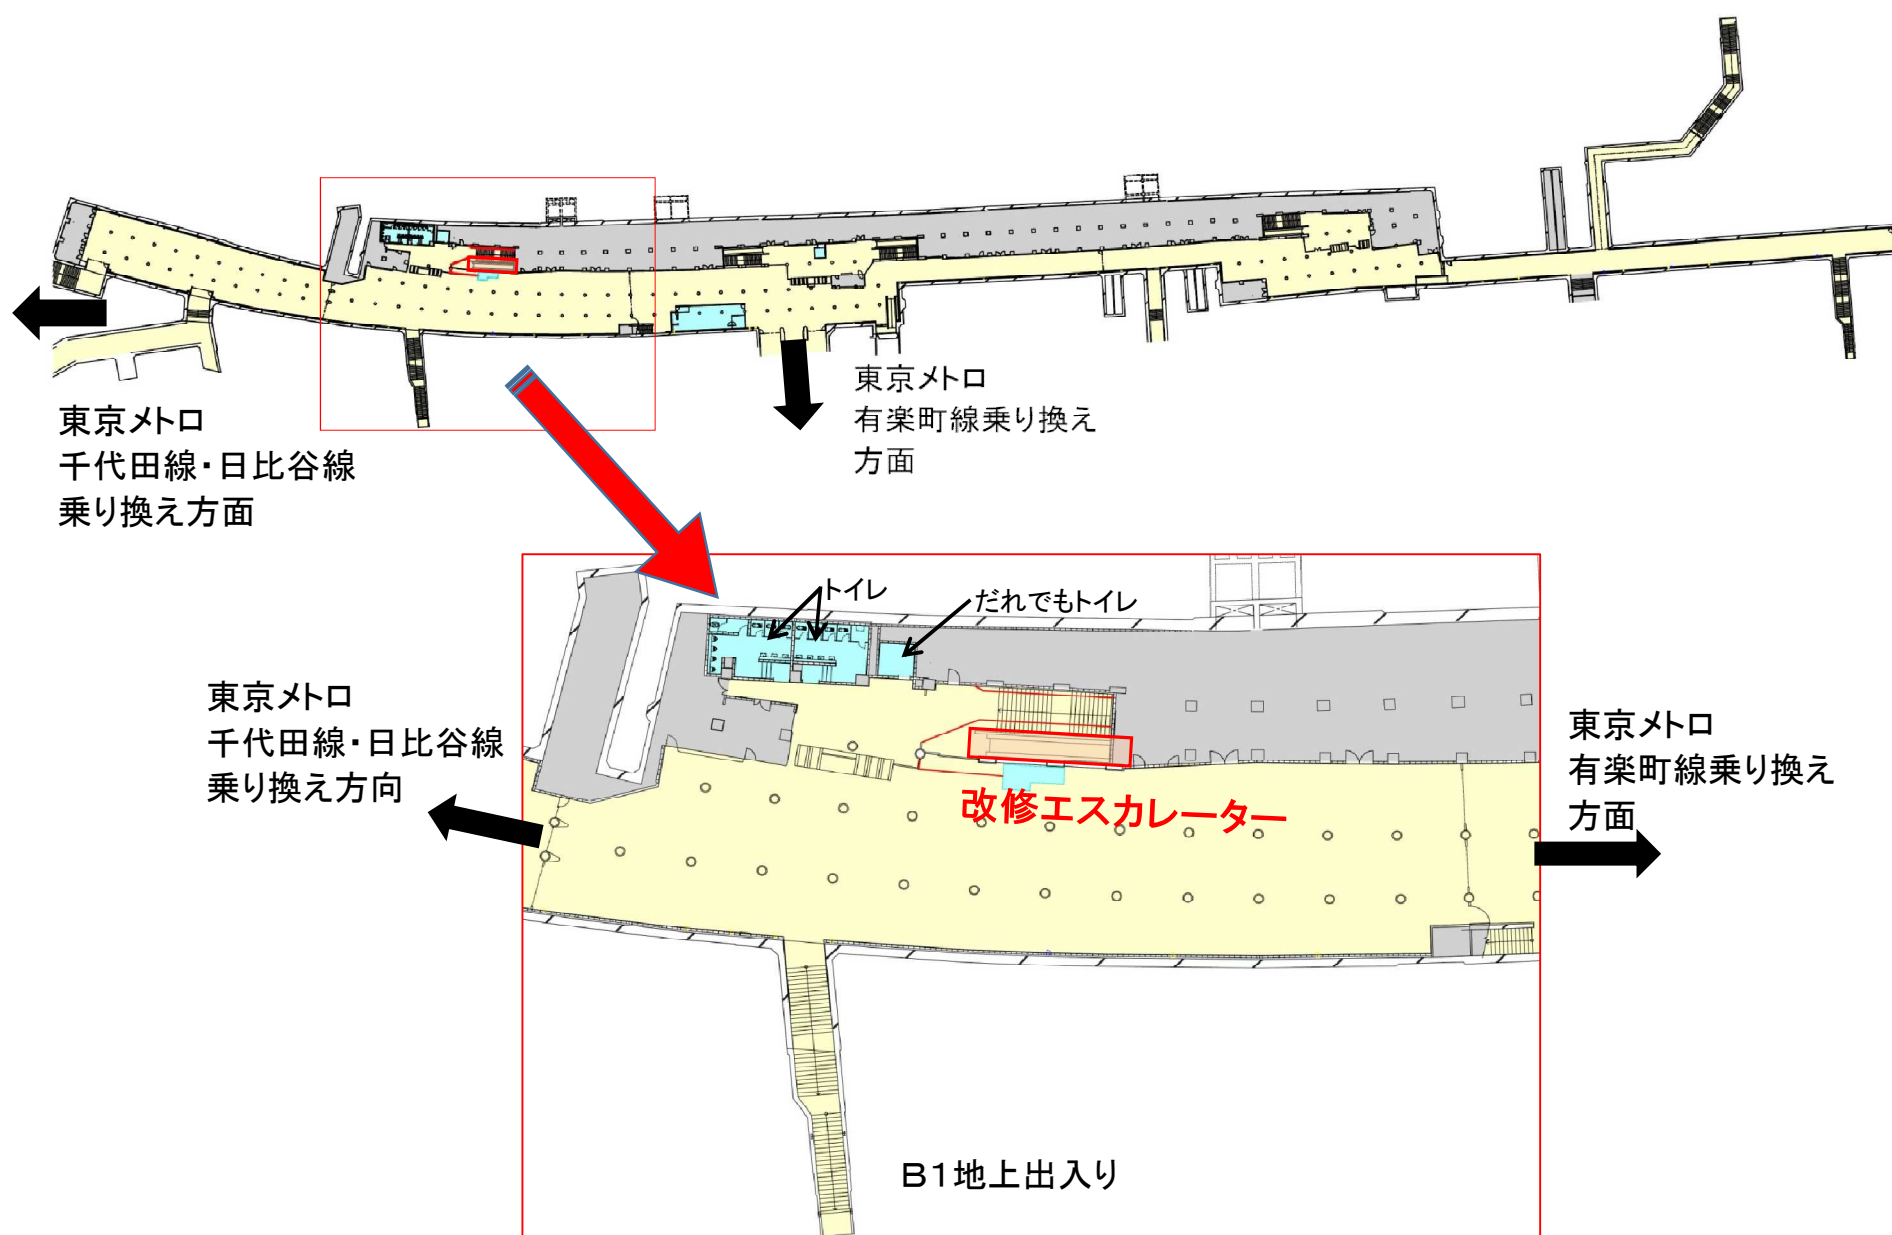 東京メトロ
千代田線・日比谷線
乗り換え方面
東京メトロ
有楽町線乗り換え
方面
トイレ
だれでもトイレ
東京メトロ
千代田線・日比谷線
乗り換え方向
改修エスカレーター
東京メトロ
有楽町線乗り換え
方面
B1地上出入り